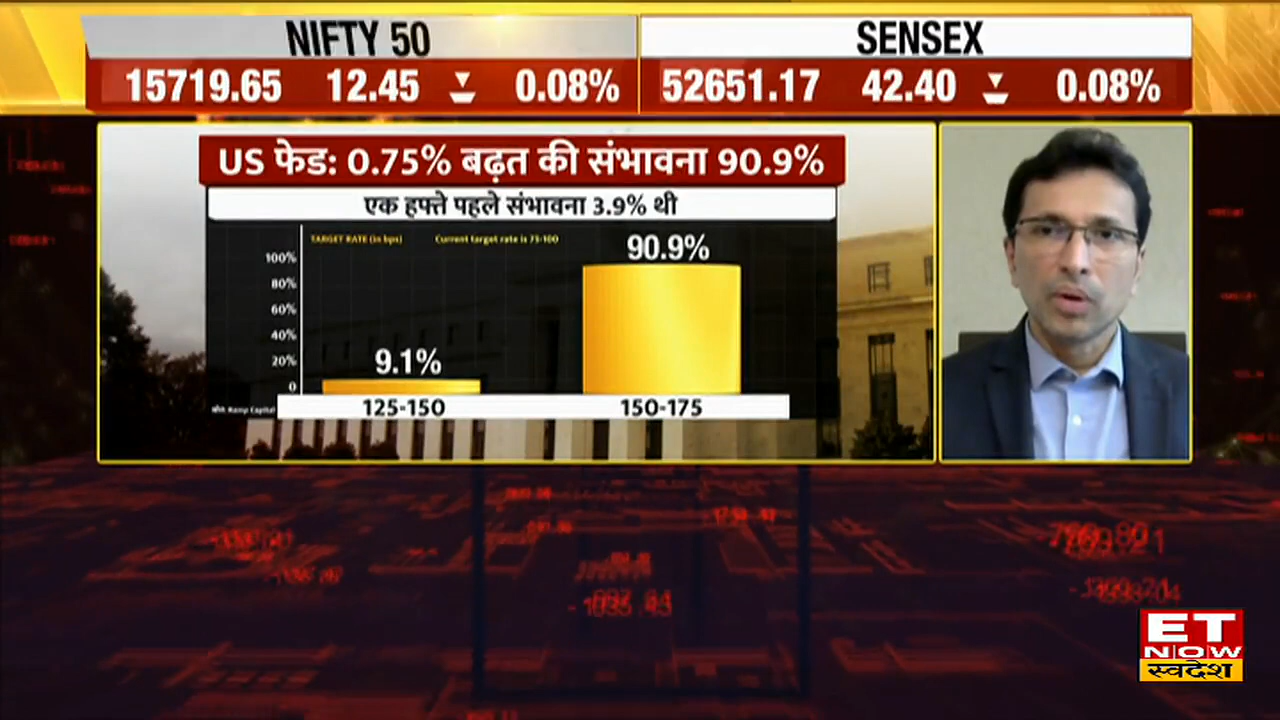 NIFTY 50
15719.65 12.45 0.08%
SENSEX
52651.17 42.40 0.08%
US फेड: 0.75% बढ़त की संभावना 90.9%
एक हफ्ते पहले संभावना 3.9% थी
TARGET RATE (in bps) Current target rate is 75-100
100%
80%
60%
40%
20%
0
9.1%
90.9%
125-150
150-175
स्रोत: Ramp Capital
ET
NOW
स्वदेश